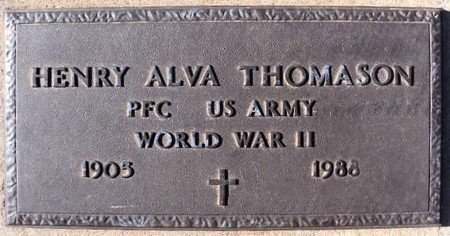 HENRY ALVA THOMASON
PFC US ARMY
WORLD WAR II
1905 1988